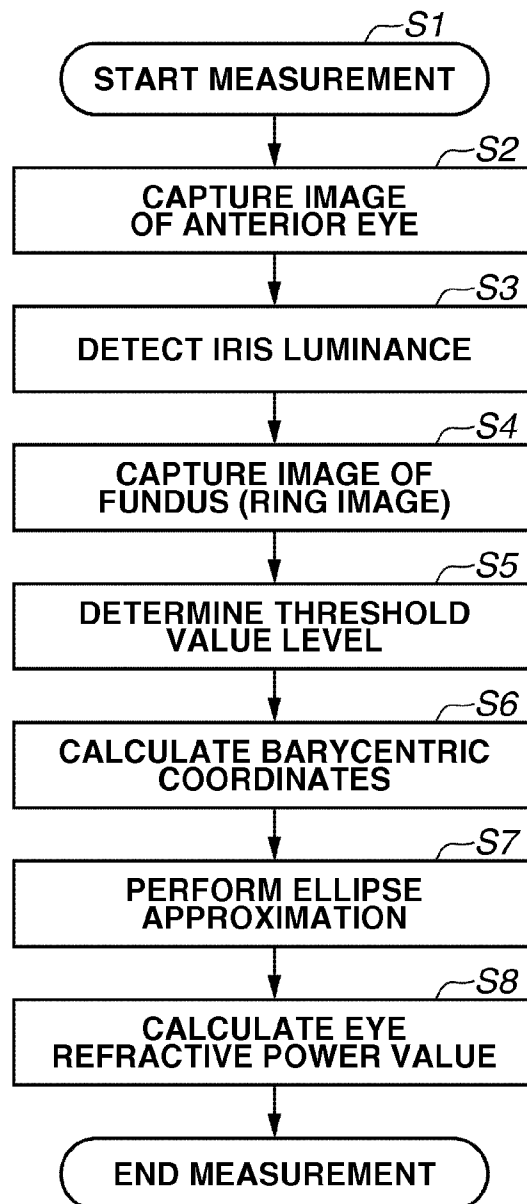 S1
START MEASUREMENT
S2
CAPTURE IMAGE
OF ANTERIOR EYE
S3
DETECT IRIS LUMINANCE
S4
CAPTURE IMAGE OF
FUNDUS (RING IMAGE)
S5
DETERMINE THRESHOLD
VALUE LEVEL
S6
CALCULATE BARYCENTRIC
COORDINATES
S7
PERFORM ELLIPSE
APPROXIMATION
S8
CALCULATE EYE
REFRACTIVE POWER VALUE
END MEASUREMENT